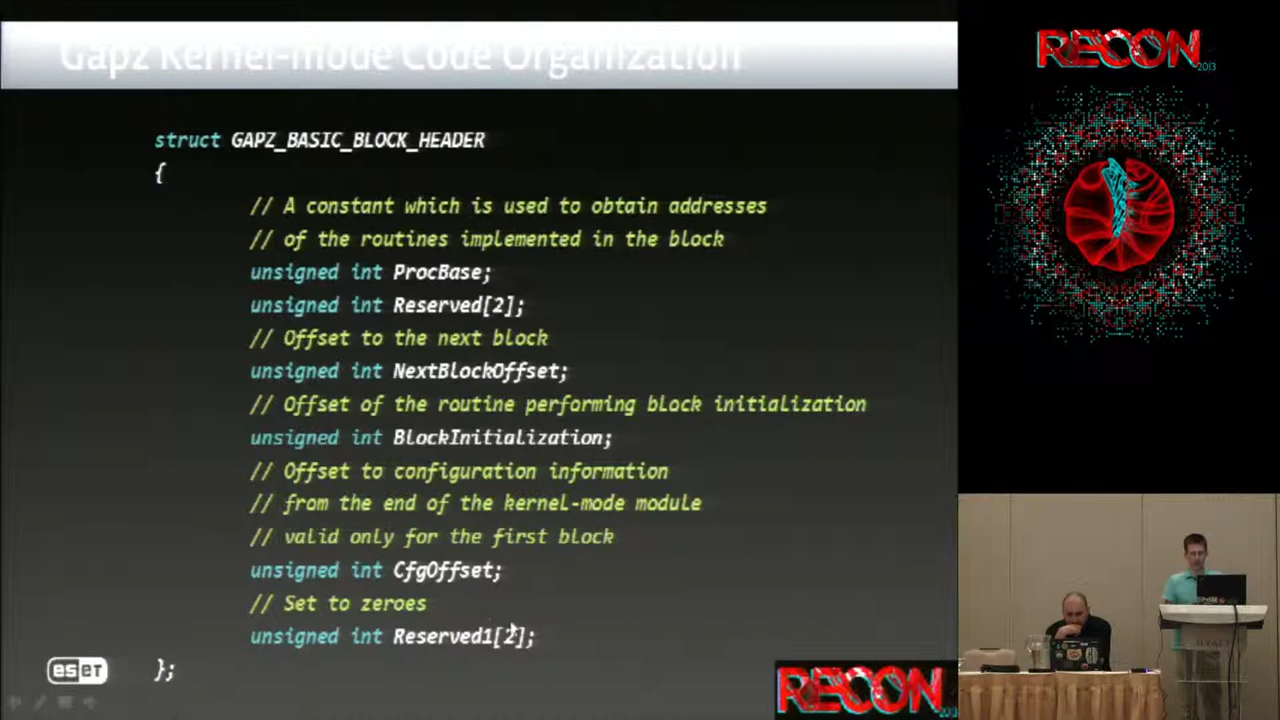 Gapz Kernel-mode Code Organization
struct GAPZ_BASIC_BLOCK_HEADER
{
// A constant which is used to obtain addresses
// of the routines implemented in the block
unsigned int ProcBase;
unsigned int Reserved[2];
// Offset to the next block
unsigned int NextBlockOffset;
// Offset of the routine performing block initialization
unsigned int BlockInitialization;
// Offset to configuration information
// from the end of the kernel-mode module
// valid only for the first block
unsigned int CfgOffset;
// Set to zeroes
unsigned int Reserved1[2];
};
eseT
RECON
2013
RECON
HYATT